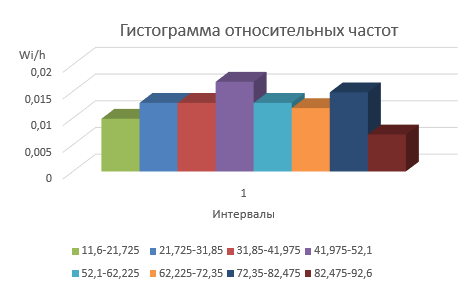 Гистограмма относительных частот
Wi/h
0,02
0,015
0,01
0,005
0
1
Интервалы
11,6-21,725 21,725-31,85 31,85-41,975 41,975-52,1
52,1-62,225 62,225-72,35 72,35-82,475 82,475-92,6